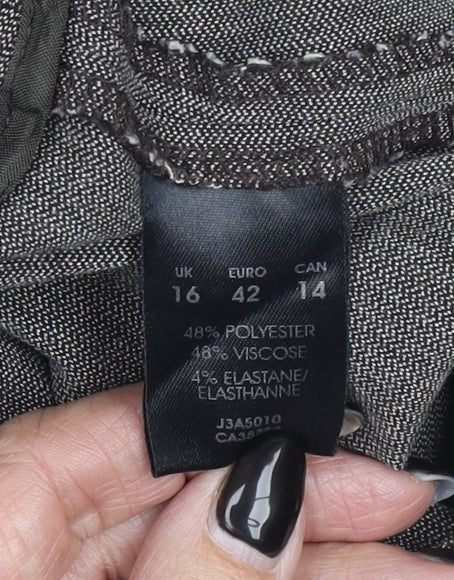 UK EURO CAN
16 42 14
48% POLYESTER
48% VISCOSE
4% ELASTANE/
ELASTHANNE
J3A5010